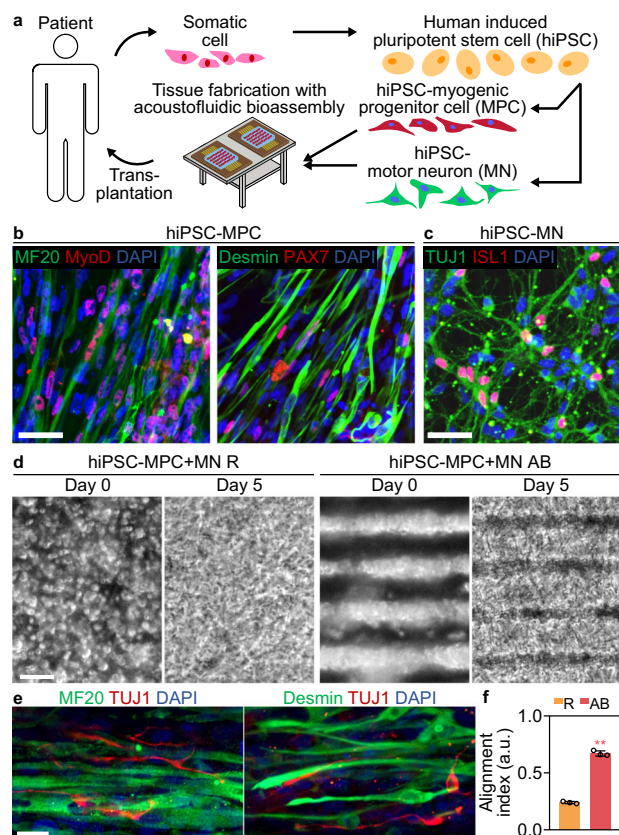 a
Patient
Somatic
cell
Human induced
pluripotent stem cell (hiPSC)
Tissue fabrication with
acoustofluidic bioassembly
hiPSC-myogenic
progenitor cell (MPC)
Trans-
plantation
hiPSC-
motor neuron (MN)
b
hiPSC-MPC
c
hiPSC-MN
MF20 MyoD DAPI
Desmin PAX7 DAPI
TUJ1 ISL1 DAPI
d
hiPSC-MPC+MN R
hiPSC-MPC+MN AB
Day 0
Day 5
Day 0
Day 5
e
MF20 TUJ1 DAPI
Desmin TUJ1 DAPI
f
R
AB
Alignment
index (a.u.)
1.0
0.5
0.0
**